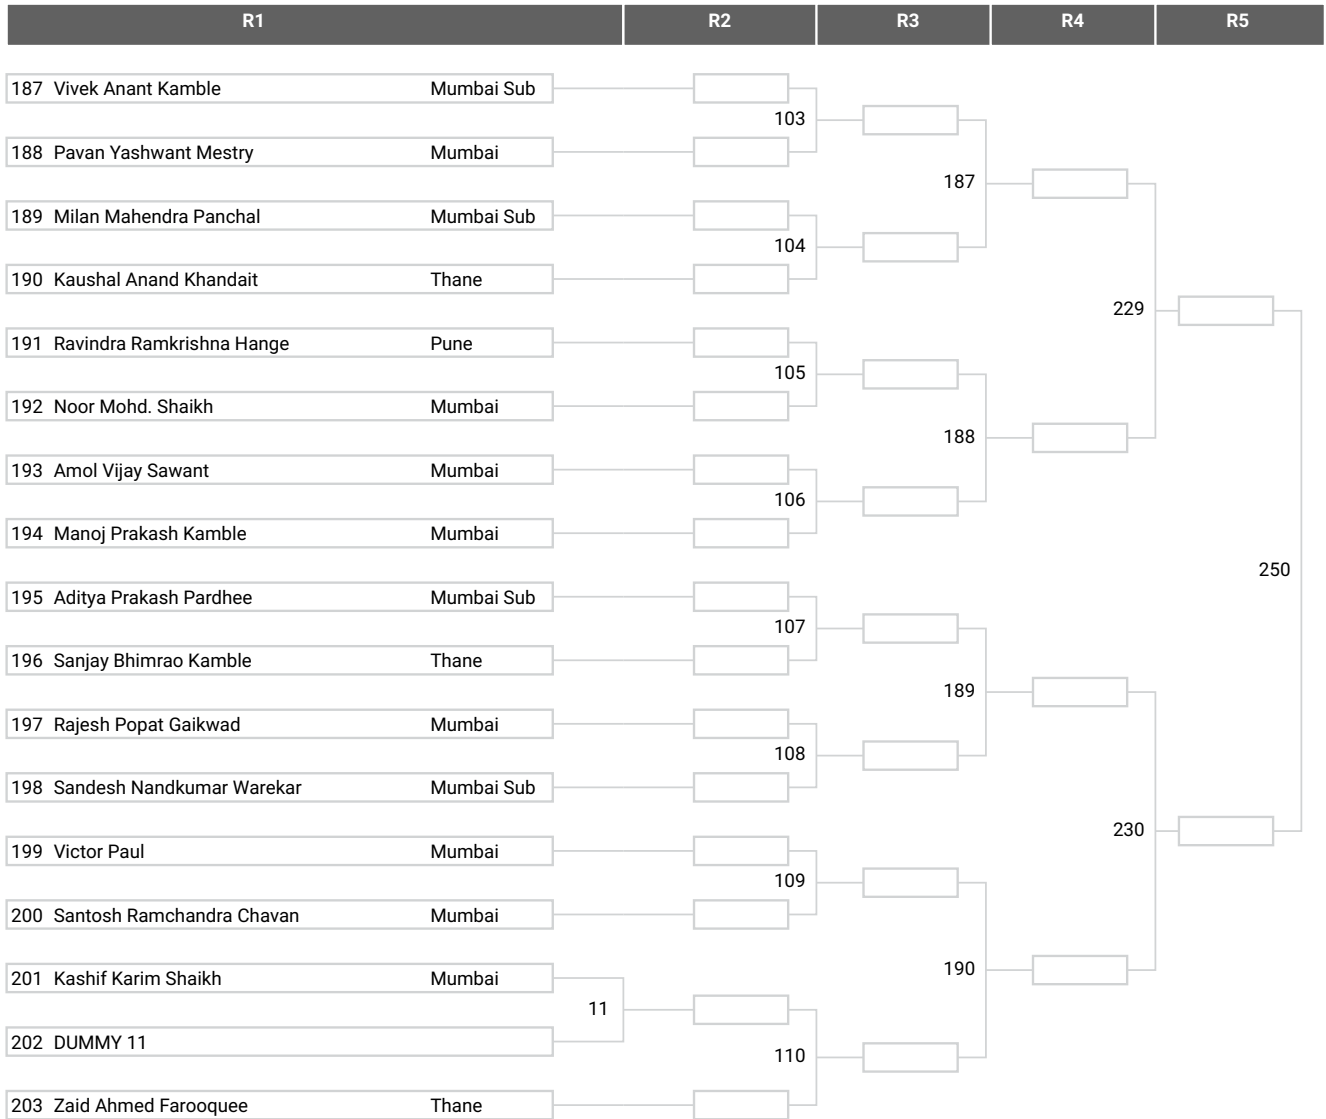 R1 R2 R3 R4 R5
187 Vivek Anant Kamble Mumbai Sub
103
188 Pavan Yashwant Mestry Mumbai
187
189 Milan Mahendra Panchal Mumbai Sub
104
190 Kaushal Anand Khandait Thane
229
191 Ravindra Ramkrishna Hange Pune
105
192 Noor Mohd. Shaikh Mumbai
188
193 Amol Vijay Sawant Mumbai
106
194 Manoj Prakash Kamble Mumbai
250
195 Aditya Prakash Pardhee Mumbai Sub
107
196 Sanjay Bhimrao Kamble Thane
189
197 Rajesh Popat Gaikwad Mumbai
108
198 Sandesh Nandkumar Warekar Mumbai Sub
230
199 Victor Paul Mumbai
109
200 Santosh Ramchandra Chavan Mumbai
190
201 Kashif Karim Shaikh Mumbai
11
202 DUMMY 11
110
203 Zaid Ahmed Farooquee Thane